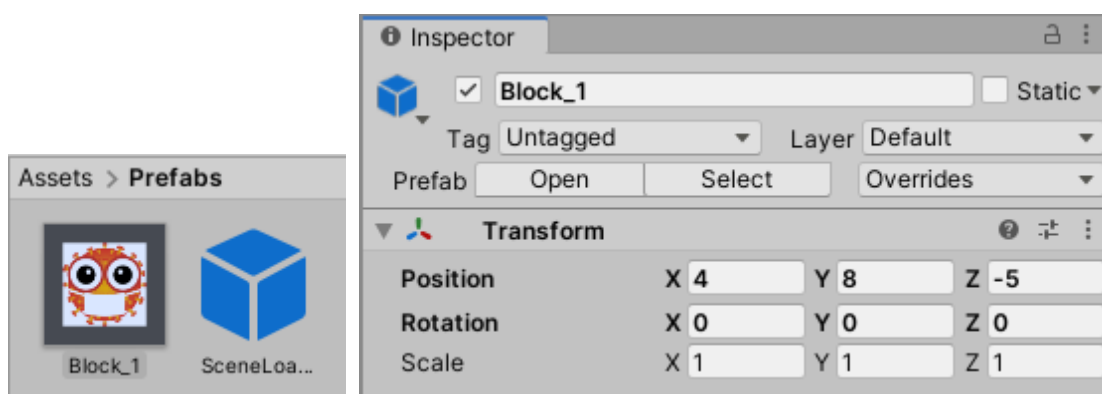 Assets > Prefabs
Block_1 SceneLoa...
Inspector
Block_1 Static
Tag Untagged Layer Default
Prefab Open Select Overrides
Transform
Position X 4 Y 8 Z -5
Rotation X 0 Y 0 Z 0
Scale X 1 Y 1 Z 1